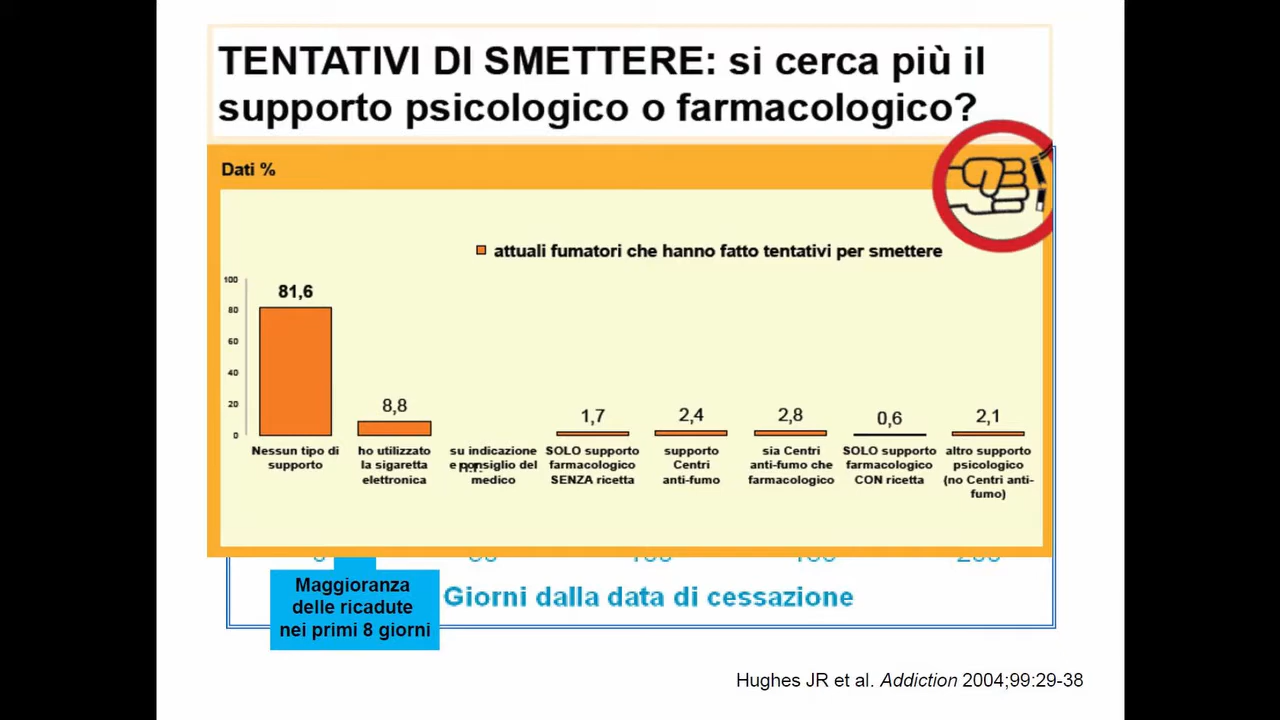 TENTATIVI DI SMETTERE: si cerca più il
supporto psicologico o farmacologico?
Dati %
attuali fumatori che hanno fatto tentativi per smettere
100
80
60
40
20
0
81,6
8,8
1,7
2,4
2,8
0,6
2,1
Nessun tipo di
supporto
ho utilizzato
la sigaretta
elettronica
su indicazione
e consiglio del
medico
SOLO supporto
farmacologico
SENZA ricetta
supporto
Centri
anti-fumo
sia Centri
anti-fumo che
farmacologico
SOLO supporto
farmacologico
CON ricetta
altro supporto
psicologico
(no Centri anti-
fumo)
Maggioranza
delle ricadute
nei primi 8 giorni
Giorni dalla data di cessazione
Hughes JR et al. Addiction 2004;99:29-38